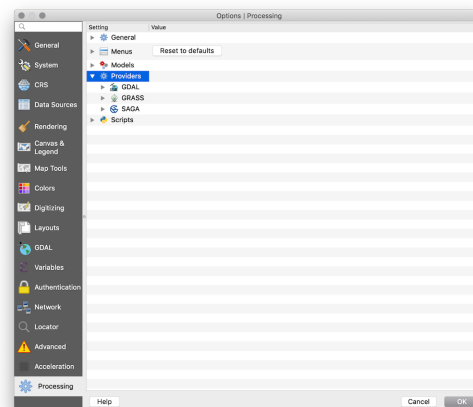 Options | Processing
General
System
CRS
Data Sources
Rendering
Canvas &
Legend
Map Tools
Colors
Digitizing
Layouts
GDAL
Variables
Authentication
Network
Locator
Advanced
Acceleration
Processing
Setting Value
General
Menus Reset to defaults
Models
Providers
GDAL
GRASS
SAGA
Scripts
Help Cancel OK